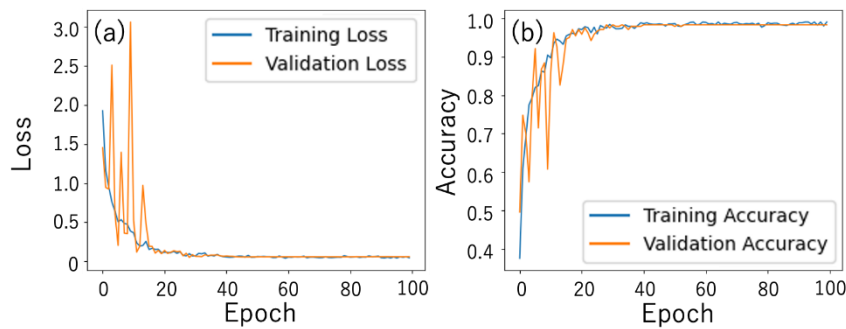 (a)
Training Loss
Validation Loss
3.0
2.5
2.0
1.5
1.0
0.5
0
Loss
0 20 40 60 80 100
Epoch
(b)
Training Accuracy
Validation Accuracy
1.0
0.9
0.8
0.7
0.6
0.5
0.4
Accuracy
0 20 40 60 80 100
Epoch